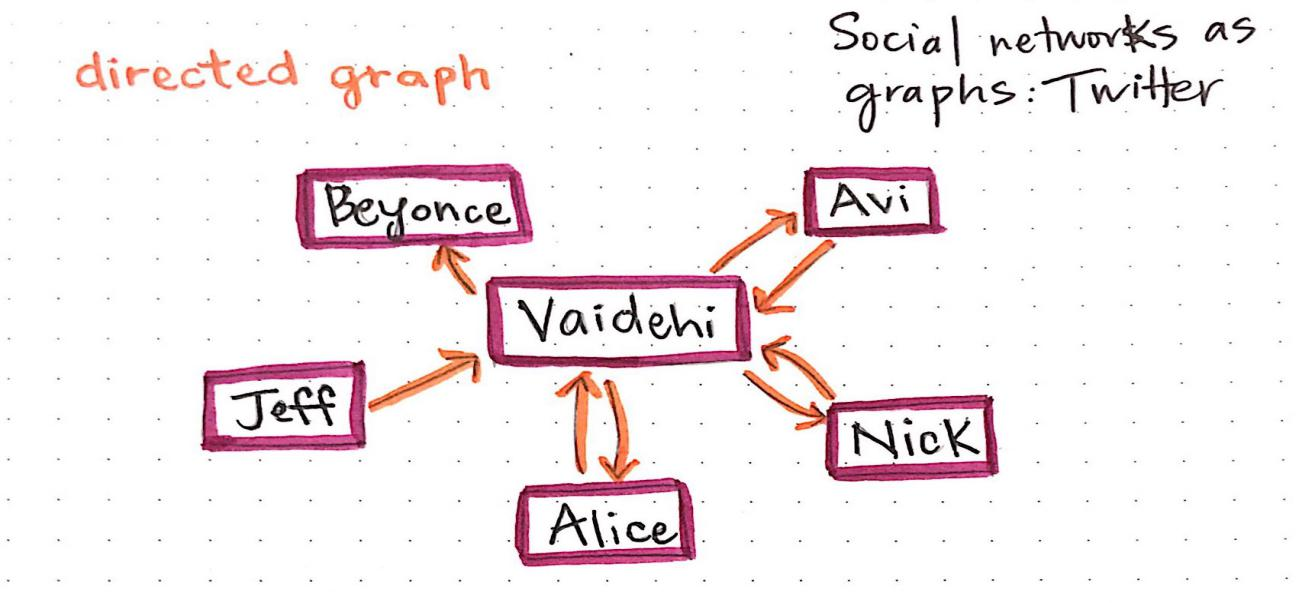 directed graph
Social networks as
graphs: Twitter
Beyonce
Avi
Vaidehi
Jeff
Nick
Alice